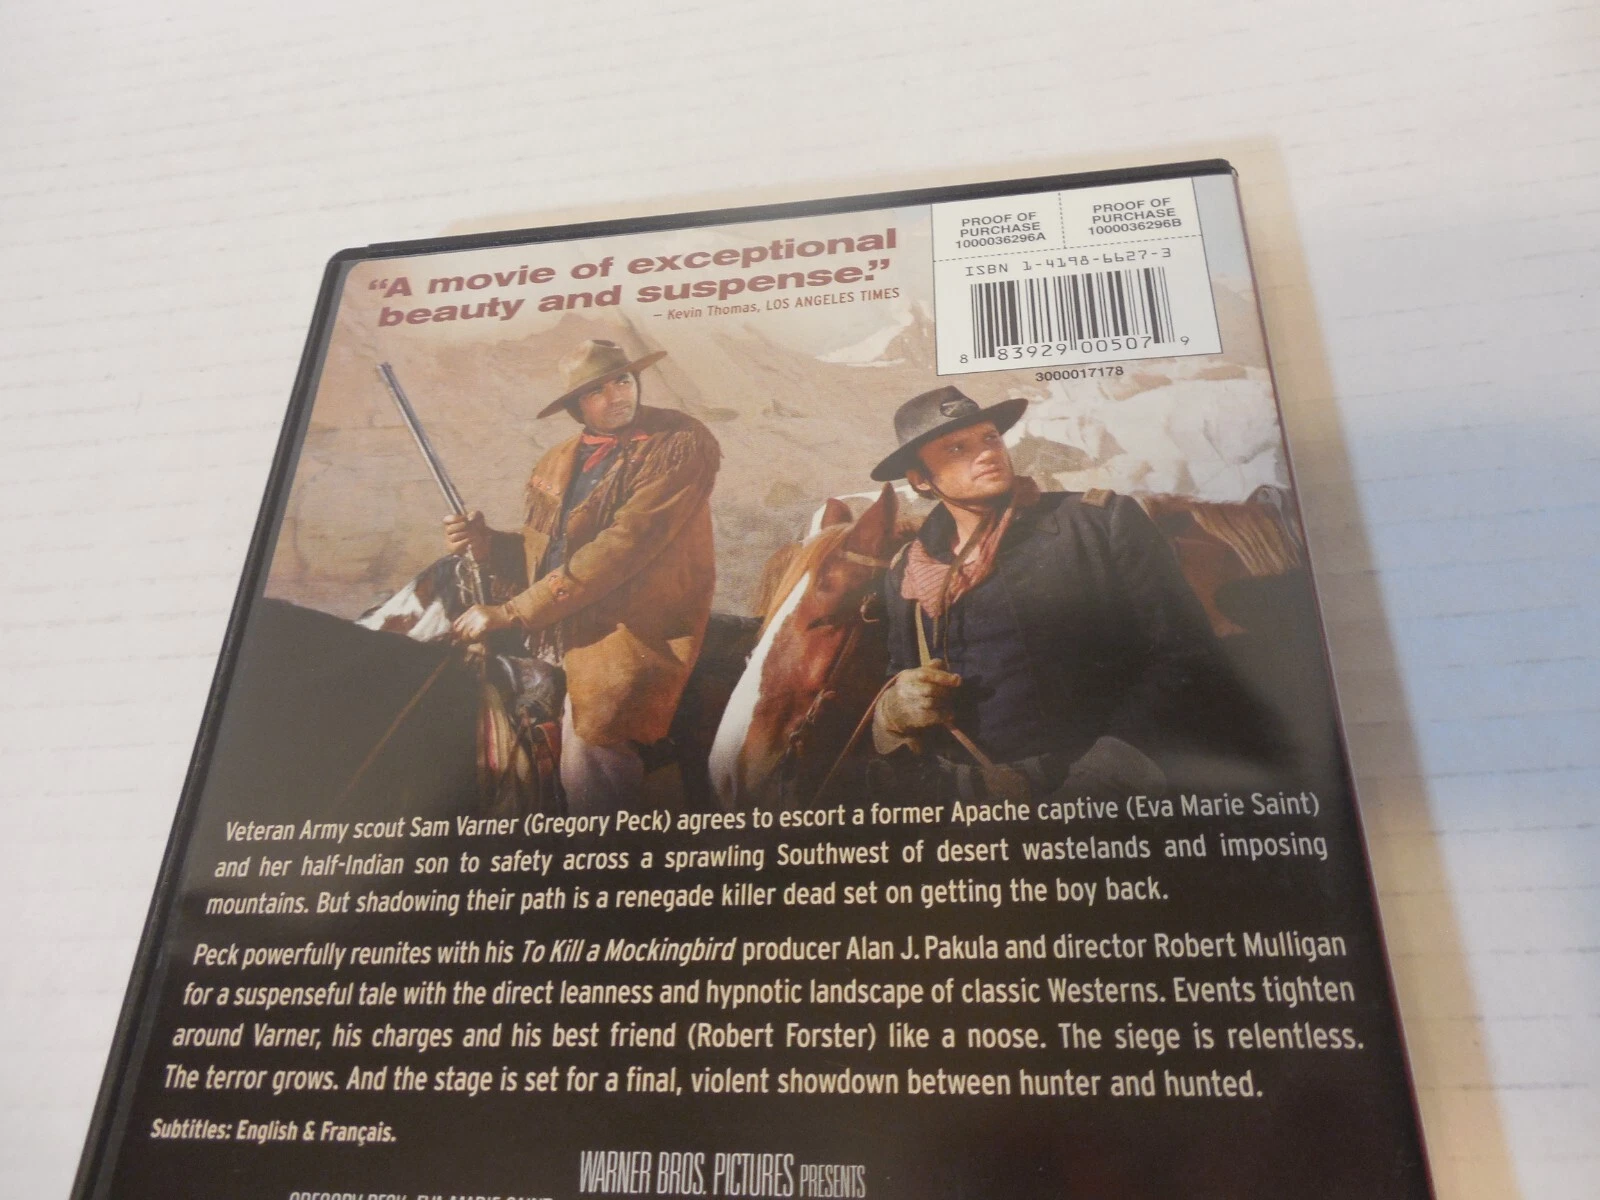 “A movie of exceptional
beauty and suspense.”
– Kevin Thomas, LOS ANGELES TIMES
PROOF OF
PURCHASE
1000036296A
PROOF OF
PURCHASE
1000036296B
ISBN 1-4198-6627-3
8 83929 00507 9
3000017178
Veteran Army scout Sam Varner (Gregory Peck) agrees to escort a former Apache captive (Eva Marie Saint)
and her half-Indian son to safety across a sprawling Southwest of desert wastelands and imposing
mountains. But shadowing their path is a renegade killer dead set on getting the boy back.
Peck powerfully reunites with his To Kill a Mockingbird producer Alan J. Pakula and director Robert Mulligan
for a suspenseful tale with the direct leanness and hypnotic landscape of classic Westerns. Events tighten
around Varner, his charges and his best friend (Robert Forster) like a noose. The siege is relentless.
The terror grows. And the stage is set for a final, violent showdown between hunter and hunted.
Subtitles: English & Français.
WARNER BROS. PICTURES PRESENTS
GREGORY PECK EVA MARIE SAINT